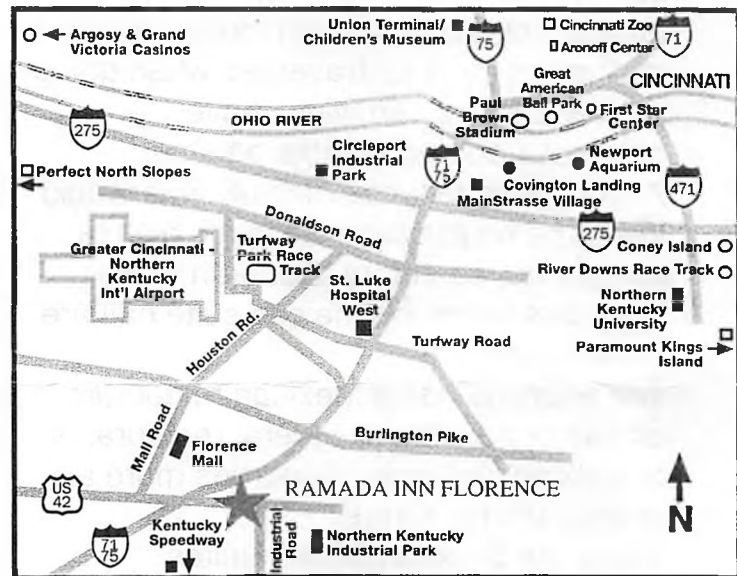 Argosy & Grand
Victoria Casinos
Union Terminal/
Children's Museum
75
Cincinnati Zoo
Aronoff Center
71
CINCINNATI
Great
American
Ball Park
Paul
Brown
Stadium
First Star
Center
275
OHIO RIVER
Circleport
Industrial
Park
71
75
Newport
Aquarium
Covington Landing
MainStrasse Village
471
Perfect North Slopes
275
Coney Island
River Downs Race Track
Donaldson Road
Greater Cincinnati -
Northern
Kentucky
Int'l Airport
Turfway
Park Race
Track
St. Luke
Hospital
West
Northern
Kentucky
University
Paramount Kings
Island
Houston Rd.
Turfway Road
Mall Road
Florence
Mall
Burlington Pike
US
42
RAMADA INN FLORENCE
71
75
Kentucky
Speedway
Industrial
Road
Northern Kentucky
Industrial Park
N